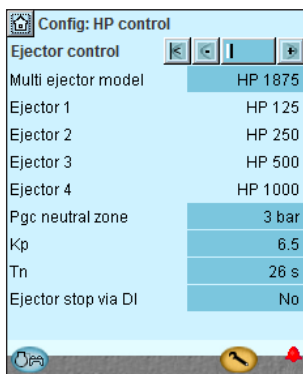 Config: HP control
Ejector control
Multi ejector model HP 1875
Ejector 1 HP 125
Ejector 2 HP 250
Ejector 3 HP 500
Ejector 4 HP 1000
Pgc neutral zone 3 bar
Kp 6.5
Tn 26 s
Ejector stop via DI No